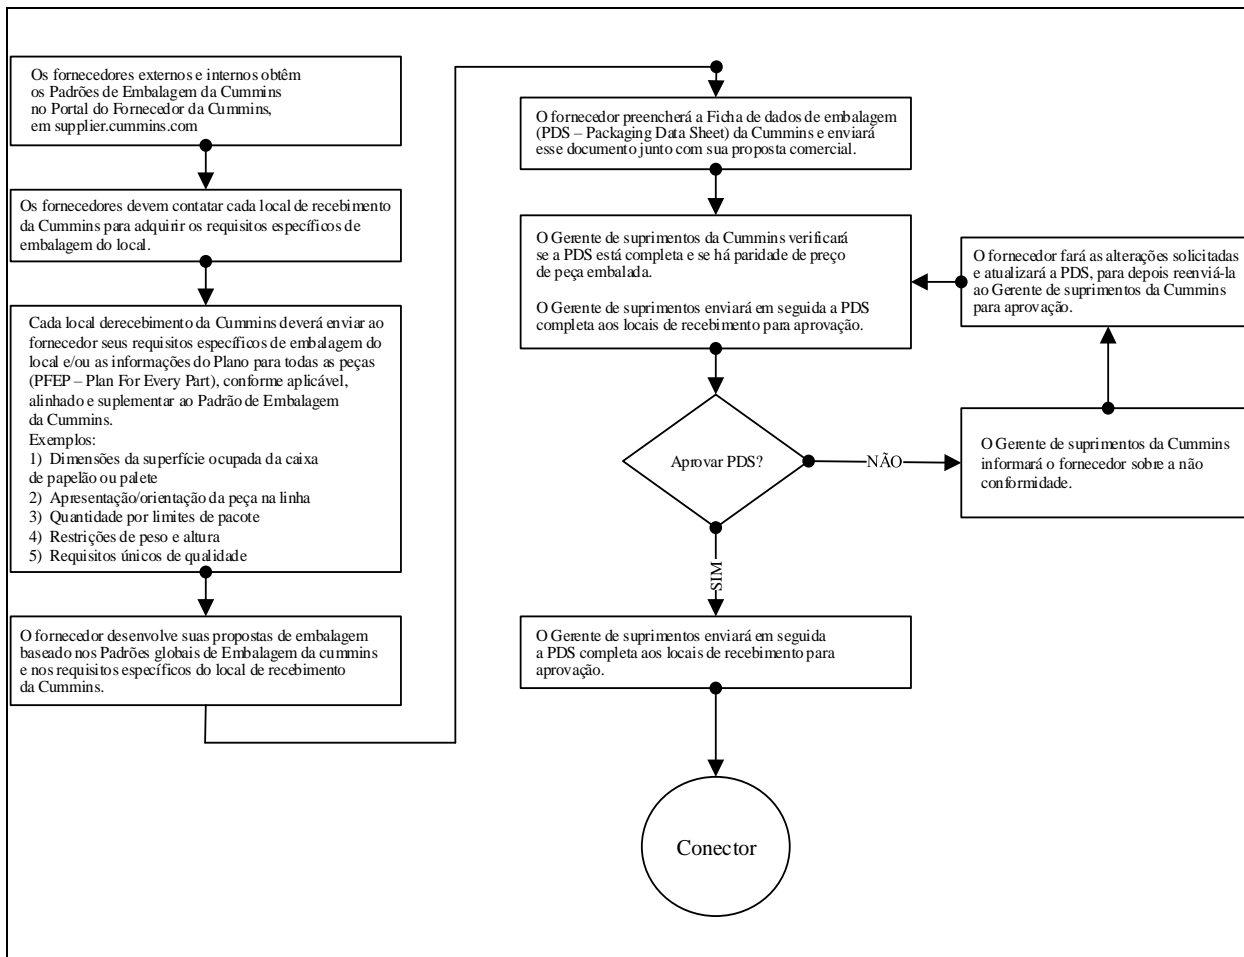 Os fornecedores externos e internos obtêm
os Padrões de Embalagem da Cummins
no Portal do Fornecedor da Cummins,
em supplier.cummins.com
Os fornecedores devem contatar cada local de recebimento
da Cummins para adquirir os requisitos específicos de
embalagem do local.
Cada local derecebimento da Cummins deverá enviar ao
fornecedor seus requisitos específicos de embalagem do
local e/ou as informações do Plano para todas as peças
(PFEP – Plan For Every Part), conforme aplicável,
alinhado e suplementar ao Padrão de Embalagem
da Cummins.
Exemplos:
1) Dimensões da superfície ocupada da caixa
de papelão ou palete
2) Apresentação/orientação da peça na linha
3) Quantidade por limites de pacote
4) Restrições de peso e altura
5) Requisitos únicos de qualidade
O fornecedor desenvolve suas propostas de embalagem
baseado nos Padrões globais de Embalagem da cummins
e nos requisitos específicos do local de recebimento
da Cummins.
O fornecedor preencherá a Ficha de dados de embalagem
(PDS – Packaging Data Sheet) da Cummins e enviará
esse documento junto com sua proposta comercial.
O Gerente de suprimentos da Cummins verificará
se a PDS está completa e se há paridade de preço
de peça embalada.
O Gerente de suprimentos enviará em seguida a PDS
completa aos locais de recebimento para aprovação.
Aprovar PDS?
NÃO
O Gerente de suprimentos da Cummins
informará o fornecedor sobre a não
conformidade.
O fornecedor fará as alterações solicitadas
e atualizará a PDS, para depois reenviá-la
ao Gerente de suprimentos da Cummins
para aprovação.
SIM
O Gerente de suprimentos enviará em seguida
a PDS completa aos locais de recebimento para
aprovação.
Conector